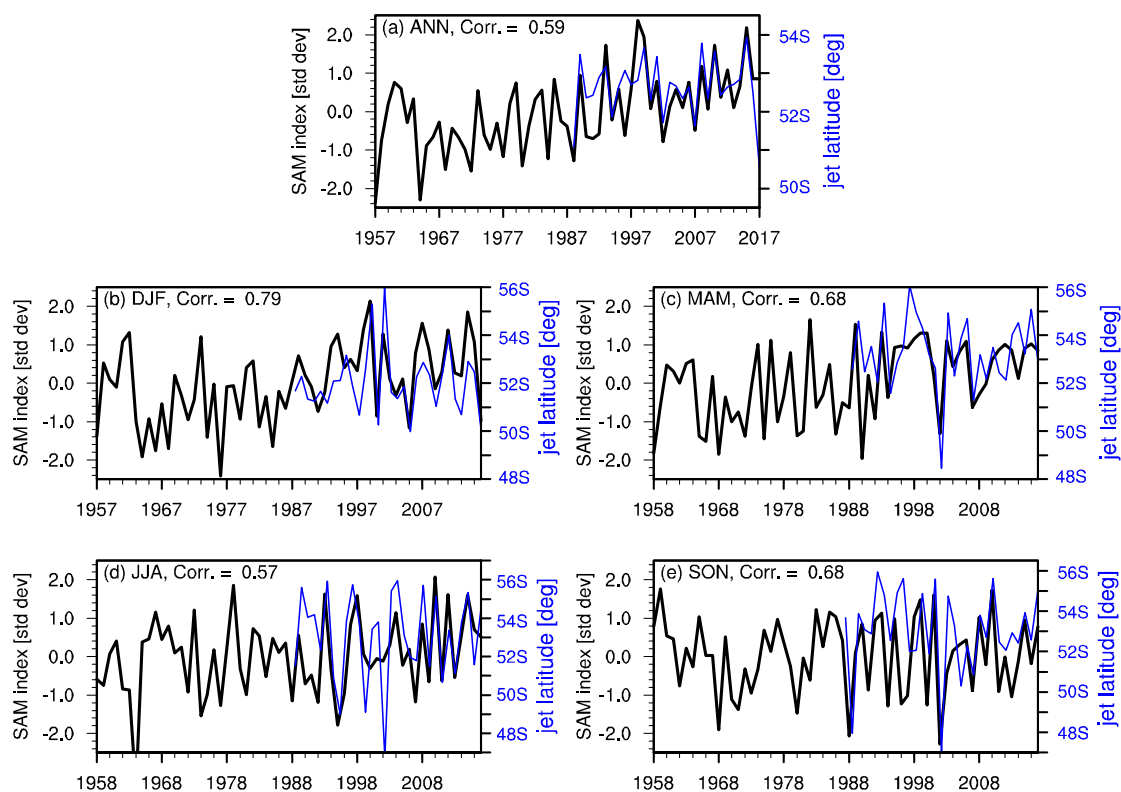 (a) ANN, Corr. = 0.59
SAM index [std dev]
2.0
1.0
0.0
-1.0
-2.0
54S
52S
50S
jet latitude [deg]
1957 1967 1977 1987 1997 2007 2017
(b) DJF, Corr. = 0.79
SAM index [std dev]
2.0
1.0
0.0
-1.0
-2.0
56S
54S
52S
50S
48S
jet latitude [deg]
1957 1967 1977 1987 1997 2007
(c) MAM, Corr. = 0.68
SAM index [std dev]
2.0
1.0
0.0
-1.0
-2.0
56S
54S
52S
50S
48S
jet latitude [deg]
1958 1968 1978 1988 1998 2008
(d) JJA, Corr. = 0.57
SAM index [std dev]
2.0
1.0
0.0
-1.0
-2.0
56S
54S
52S
50S
48S
jet latitude [deg]
1958 1968 1978 1988 1998 2008
(e) SON, Corr. = 0.68
SAM index [std dev]
2.0
1.0
0.0
-1.0
-2.0
56S
54S
52S
50S
48S
jet latitude [deg]
1958 1968 1978 1988 1998 2008